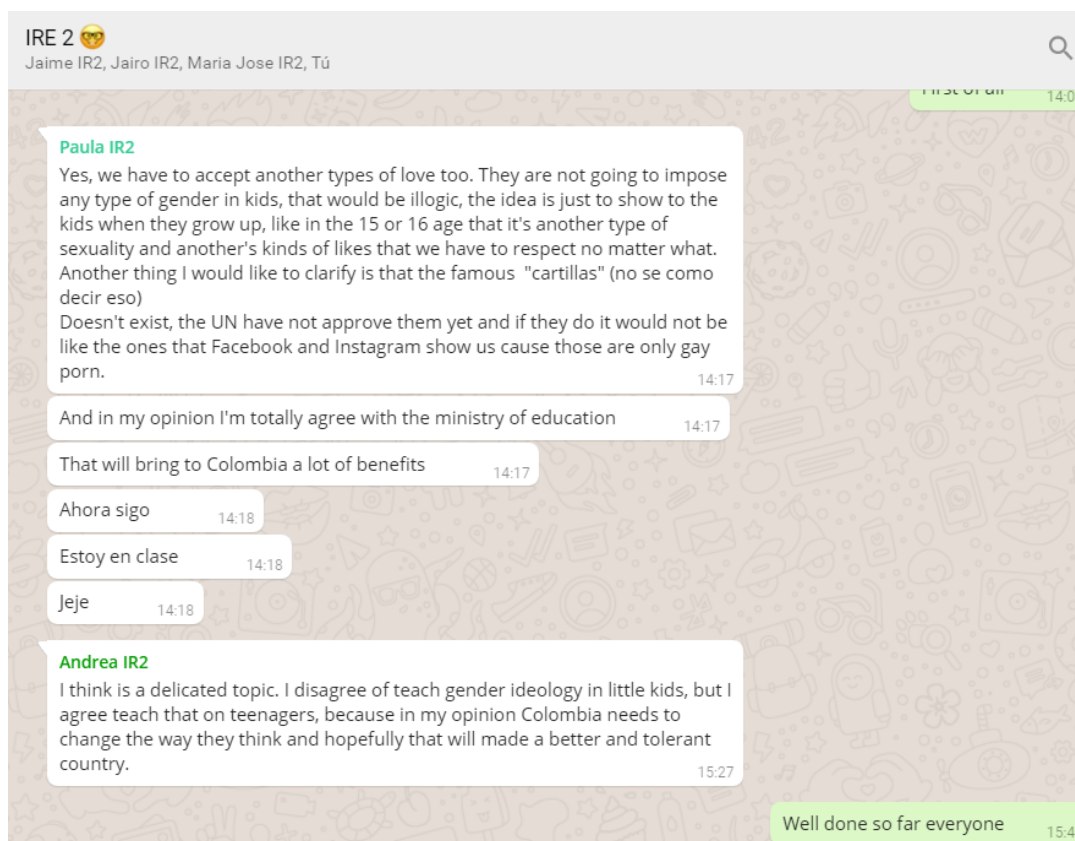 IRE 2 🤓
Jaime IR2, Jairo IR2, Maria Jose IR2, Tú
First of all 14:0
Paula IR2
Yes, we have to accept another types of love too. They are not going to impose
any type of gender in kids, that would be illogic, the idea is just to show to the
kids when they grow up, like in the 15 or 16 age that it's another type of
sexuality and another's kinds of likes that we have to respect no matter what.
Another thing I would like to clarify is that the famous "cartillas" (no se como
decir eso)
Doesn't exist, the UN have not approve them yet and if they do it would not be
like the ones that Facebook and Instagram show us cause those are only gay
porn.
14:17
And in my opinion I'm totally agree with the ministry of education 14:17
That will bring to Colombia a lot of benefits 14:17
Ahora sigo 14:18
Estoy en clase 14:18
Jeje 14:18
Andrea IR2
I think is a delicated topic. I disagree of teach gender ideology in little kids, but I
agree teach that on teenagers, because in my opinion Colombia needs to
change the way they think and hopefully that will made a better and tolerant
country.
15:27
Well done so far everyone 15:4